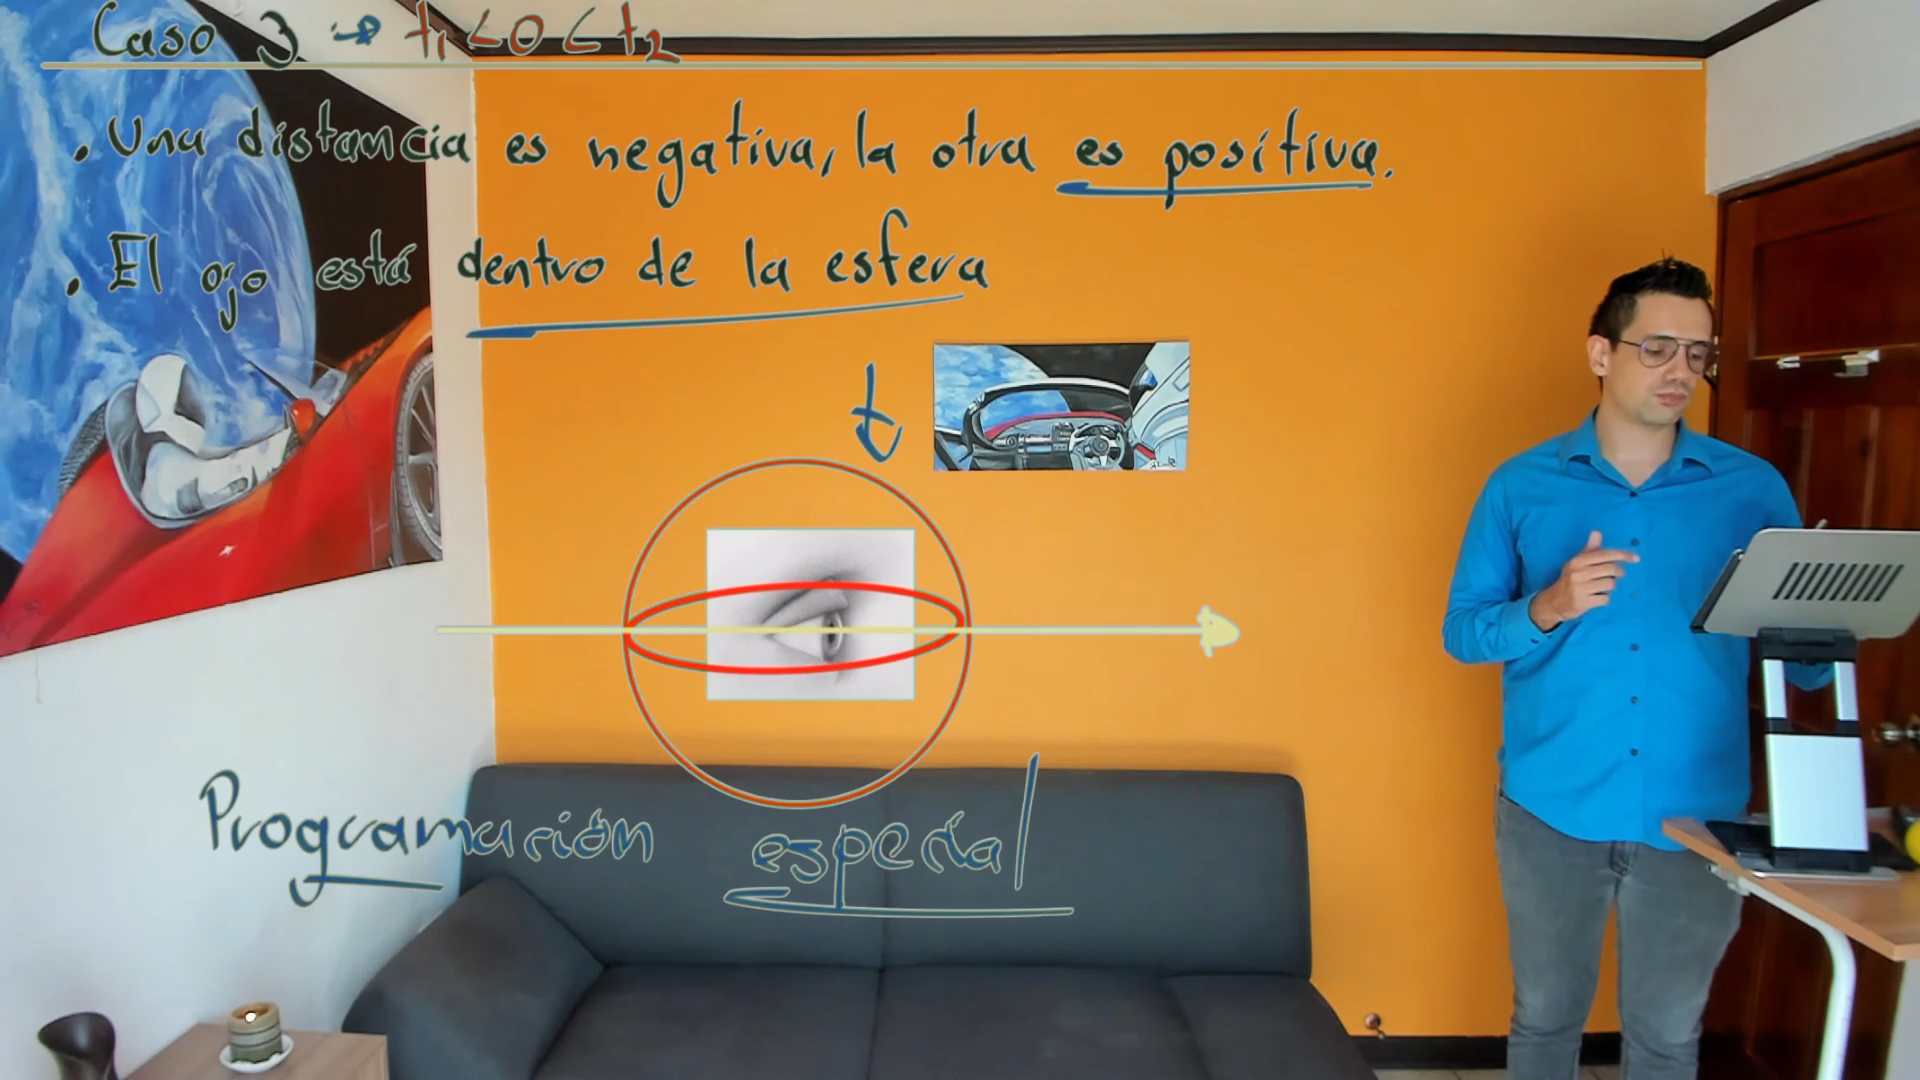 Caso 3 → t₁ < 0 < t₂
• Una distancia es negativa, la otra es positiva.
• El ojo está dentro de la esfera
t
Programación especial